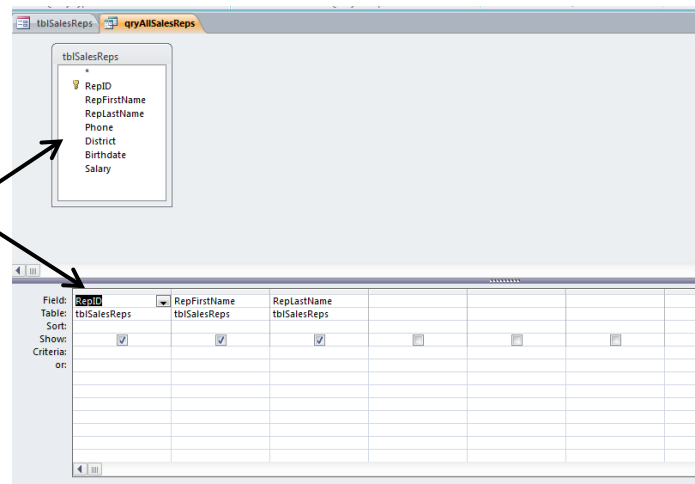 tblSalesReps qryAllSalesReps
tblSalesReps
*
RepID
RepFirstName
RepLastName
Phone
District
Birthdate
Salary
Field: RepID RepFirstName RepLastName
Table: tblSalesReps tblSalesReps tblSalesReps
Sort:
Show:
Criteria:
or: